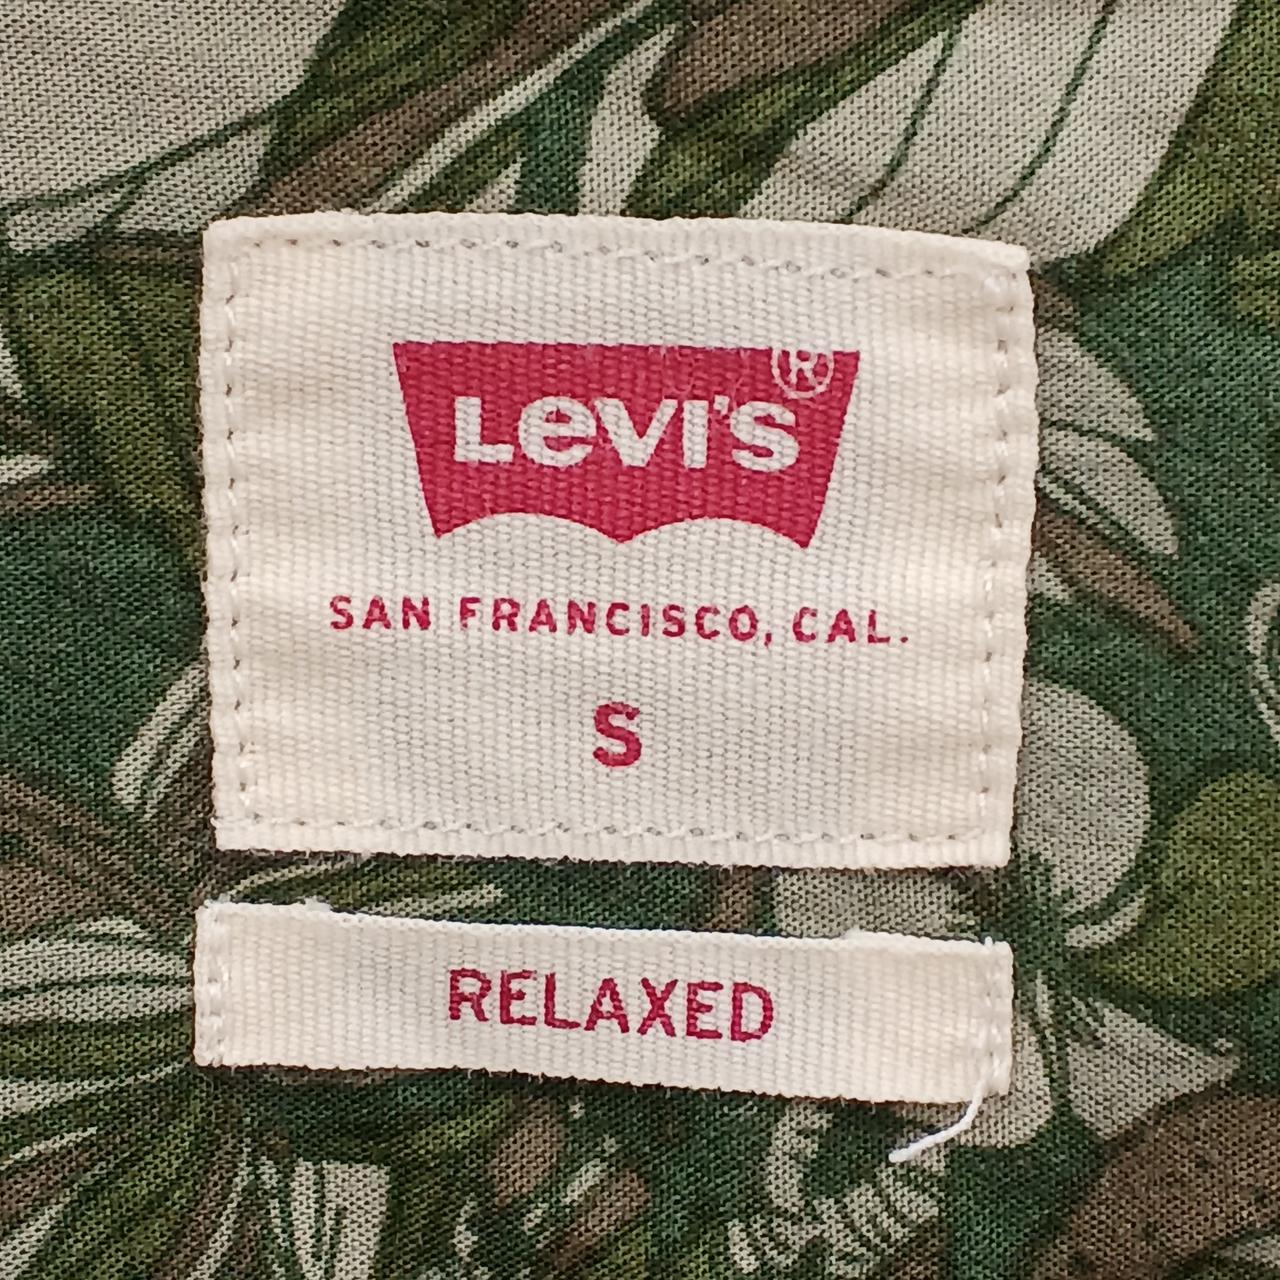 Levi's®
SAN FRANCISCO, CAL.
S
RELAXED